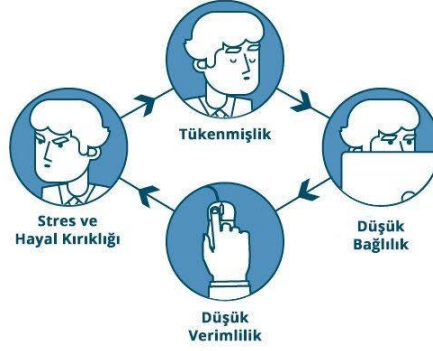 Tükenmişlik
Stres ve
Hayal Kırıklığı
Düşük
Bağlılık
Düşük
Verimlilik